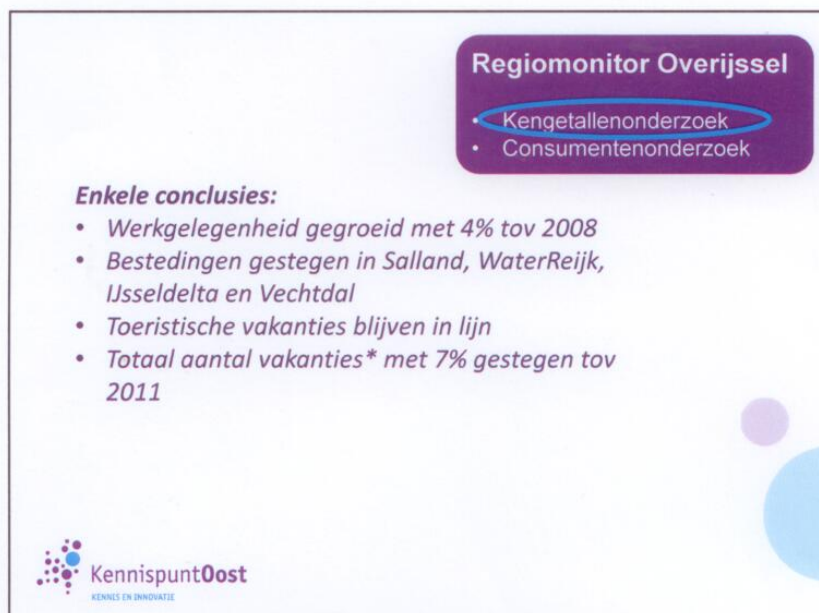 Regiomonitor Overijssel
• Kengetallenonderzoek
• Consumentenonderzoek
Enkele conclusies:
• Werkgelegenheid gegroeid met 4% tov 2008
• Bestedingen gestegen in Salland, WaterReijk,
IJsseldelta en Vechtdal
• Toeristische vakanties blijven in lijn
• Totaal aantal vakanties* met 7% gestegen tov
2011
KennispuntOost
KENNIS EN INNOVATIE